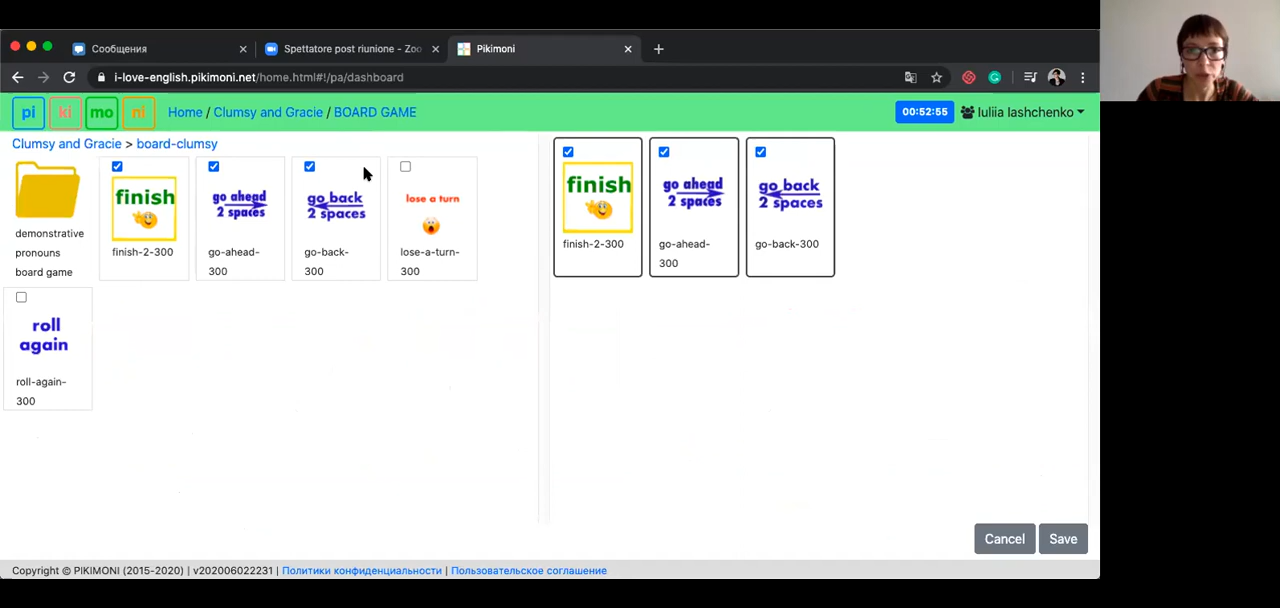 Сообщения
Spettatore post riunione - Zoo
Pikimoni
i-love-english.pikimoni.net/home.html#!/pa/dashboard
pi ki mo ni
Home / Clumsy and Gracie / BOARD GAME
00:52:55
Iuliia Iashchenko
Clumsy and Gracie > board-clumsy
demonstrative
pronouns
board game
finish
finish-2-300
go ahead
2 spaces
go-ahead-
300
go back
2 spaces
go-back-
300
lose a turn
lose-a-turn-
300
roll
again
roll-again-
300
finish
finish-2-300
go ahead
2 spaces
go-ahead-
300
go back
2 spaces
go-back-300
Cancel
Save
Copyright © PIKIMONI (2015-2020) | v202006022231 | Политики конфиденциальности | Пользовательское соглашение